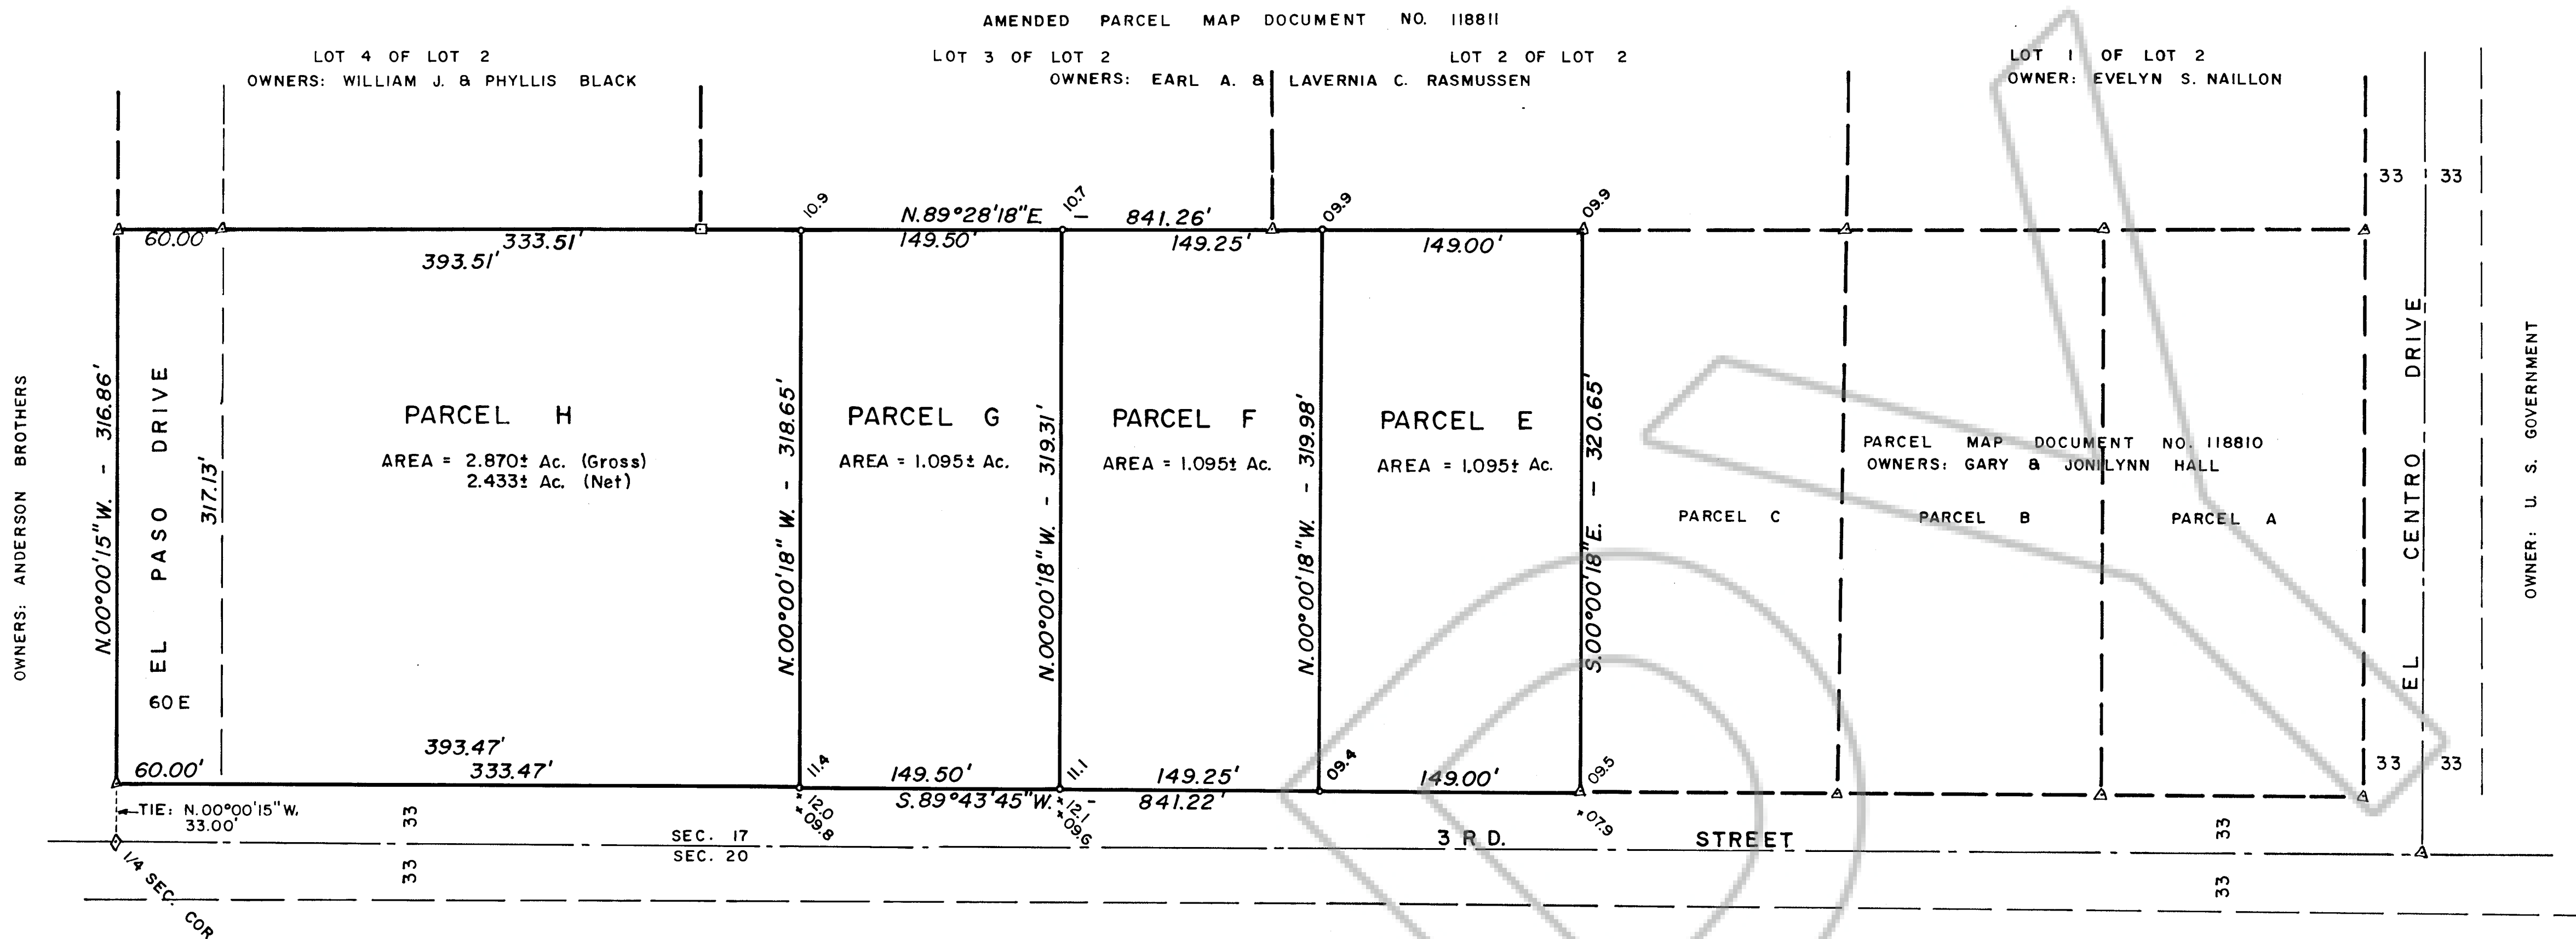 AMENDED PARCEL MAP DOCUMENT NO. 118811
LOT 4 OF LOT 2
OWNERS: WILLIAM J. & PHYLLIS BLACK
LOT 3 OF LOT 2
LOT 2 OF LOT 2
OWNERS: EARL A. & LAVERNIA C. RASMUSSEN
LOT 1 OF LOT 2
OWNER: EVELYN S. NAILLON
33 33
10.9
N.89°28'18"E. - 841.26'
10.7
09.9
09.9
60.00'
333.51'
393.51'
149.50'
149.25'
149.00'
OWNERS: ANDERSON BROTHERS
N.00°00'15"W. - 316.86'
EL PASO DRIVE
60 E
317.13'
PARCEL H
AREA = 2.870± Ac. (Gross)
2.433± Ac. (Net)
N.00°00'18"W. - 318.65'
PARCEL G
AREA = 1.095± Ac.
N.00°00'18"W. - 319.31'
PARCEL F
AREA = 1.095± Ac.
N.00°00'18"W. - 319.98'
PARCEL E
AREA = 1.095± Ac.
S.00°00'18"E. - 320.65'
PARCEL MAP DOCUMENT NO. 118810
OWNERS: GARY & JONILYNN HALL
PARCEL C
PARCEL B
PARCEL A
EL CENTRO DRIVE
OWNER: U. S. GOVERNMENT
393.47'
60.00'
333.47'
11.4
149.50'
11.1
149.25'
09.4
149.00'
09.5
33 33
S.89°43'45"W. - 841.22'
TIE: N.00°00'15"W.
33.00'
33
12.0
09.8
12.1
09.6
07.9
SEC. 17
SEC. 20
3 RD. STREET
33
33
33
1/4 SEC. COR